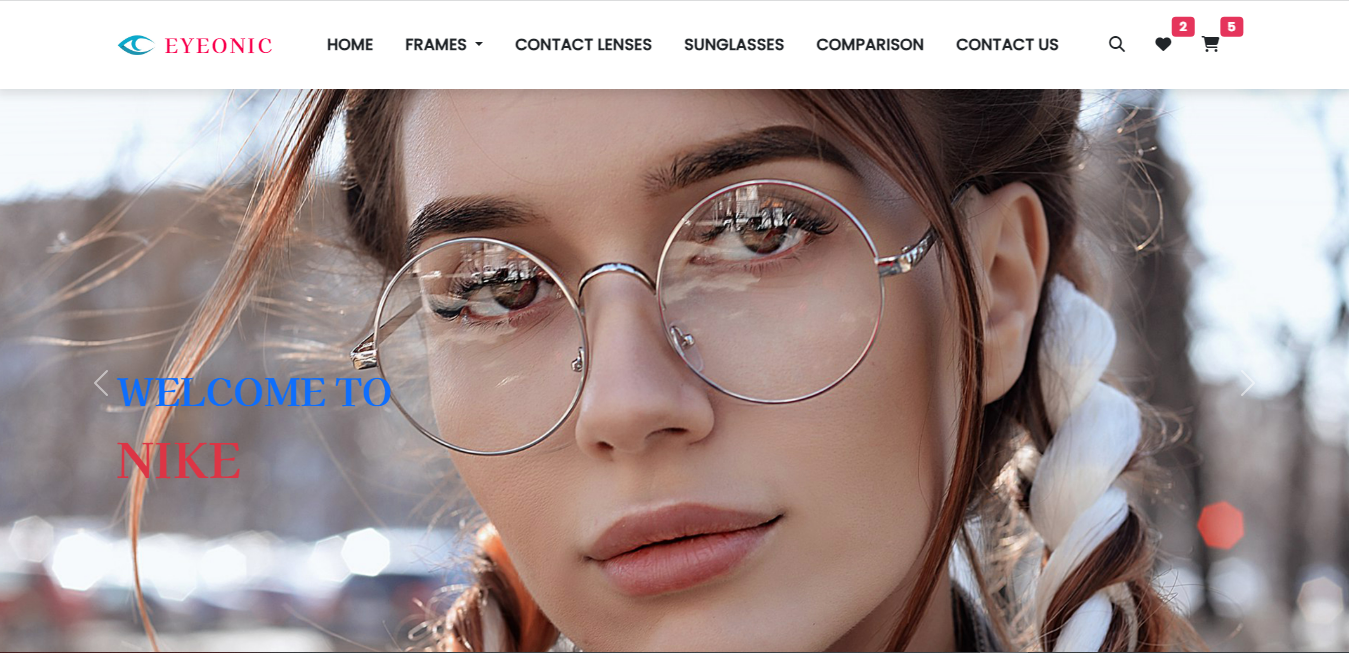 EYEONIC HOME FRAMES CONTACT LENSES SUNGLASSES COMPARISON CONTACT US 2 5
WELCOME TO
NIKE